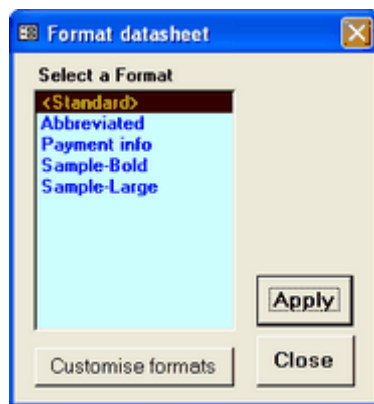 Format datasheet
Select a Format
<Standard>
Abbreviated
Payment info
Sample-Bold
Sample-Large
Apply
Customise formats
Close